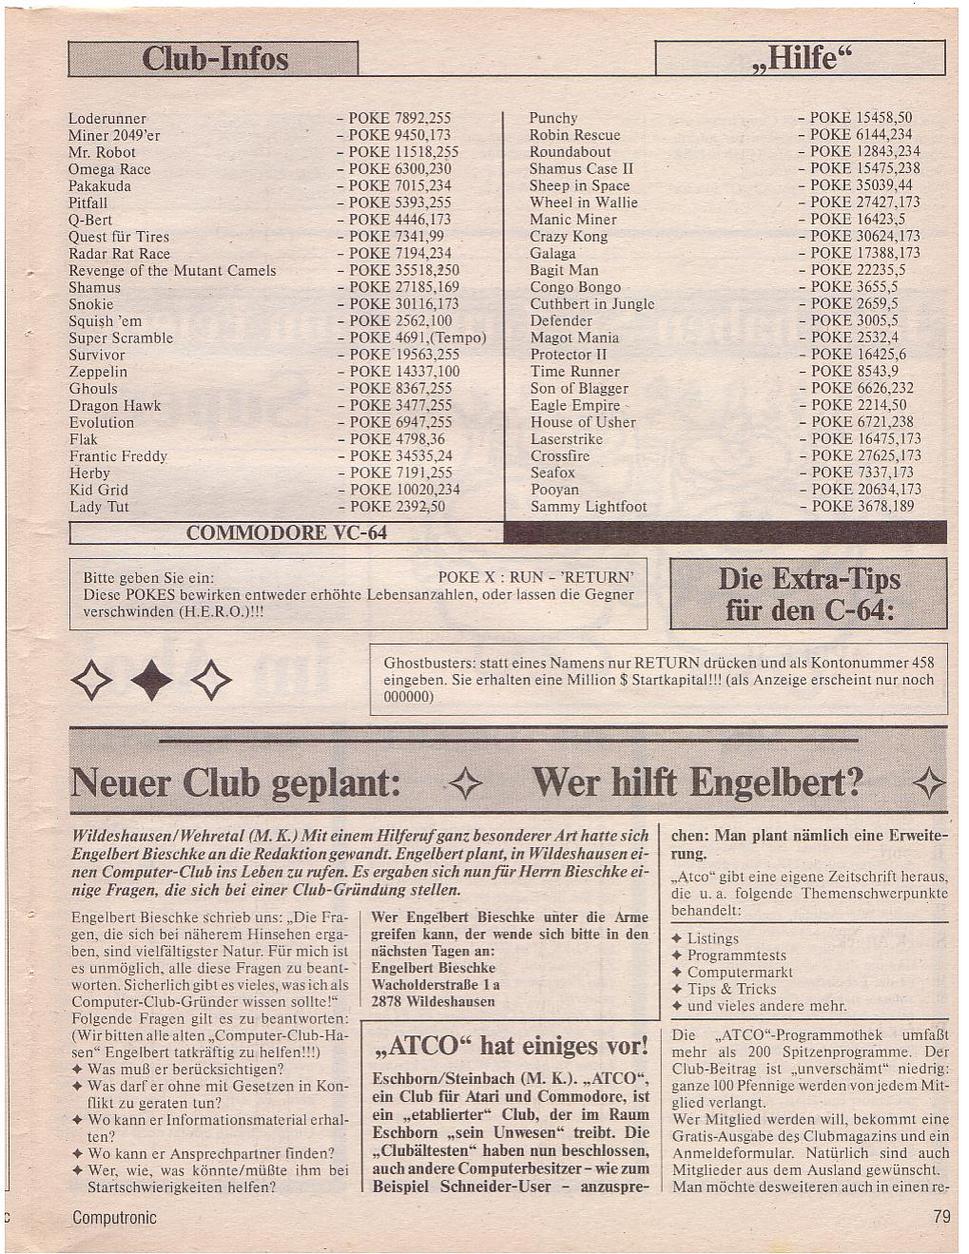 Club-Infos
„Hilfe“
Loderunner - POKE 7892,255
Miner 2049'er - POKE 9450,173
Mr. Robot - POKE 11518,255
Omega Race - POKE 6300,230
Pakakuda - POKE 7015,234
Pitfall - POKE 5393,255
Q-Bert - POKE 4446,173
Quest für Tires - POKE 7341,99
Radar Rat Race - POKE 7194,234
Revenge of the Mutant Camels - POKE 35518,250
Shamus - POKE 27185,169
Snokie - POKE 30116,173
Squish 'em - POKE 2562,100
Super Scramble - POKE 4691,(Tempo)
Survivor - POKE 19563,255
Zeppelin - POKE 14337,100
Ghouls - POKE 8367,255
Dragon Hawk - POKE 3477,255
Evolution - POKE 6947,255
Flak - POKE 4798,36
Frantic Freddy - POKE 34535,24
Herby - POKE 7191,255
Kid Grid - POKE 10020,234
Lady Tut - POKE 2392,50
Punchy - POKE 15458,50
Robin Rescue - POKE 6144,234
Roundabout - POKE 12843,234
Shamus Case II - POKE 15475,238
Sheep in Space - POKE 35039,44
Wheel in Wallie - POKE 27427,173
Manic Miner - POKE 16423,5
Crazy Kong - POKE 30624,173
Galaga - POKE 17388,173
Bagit Man - POKE 22235,5
Congo Bongo - POKE 3655,5
Cuthbert in Jungle - POKE 2659,5
Defender - POKE 3005,5
Magot Mania - POKE 2532,4
Protector II - POKE 16425,6
Time Runner - POKE 8543,9
Son of Blagger - POKE 6626,232
Eagle Empire - POKE 2214,50
House of Usher - POKE 6721,238
Laserstrike - POKE 16475,173
Crossfire - POKE 27625,173
Seafox - POKE 7337,173
Pooyan - POKE 20634,173
Sammy Lightfoot - POKE 3678,189
COMMODORE VC-64
Bitte geben Sie ein: POKE X : RUN – 'RETURN'
Diese POKES bewirken entweder erhöhte Lebensanzahlen, oder lassen die Gegner
verschwinden (H.E.R.O.)!!!
Die Extra-Tips
für den C-64:
Ghostbusters: statt eines Namens nur RETURN drücken und als Kontonummer 458
eingeben. Sie erhalten eine Million $ Startkapital!!! (als Anzeige erscheint nur noch
000000)
Neuer Club geplant: ✧ Wer hilft Engelbert? ✧
Wildeshausen/Wehretal (M. K.) Mit einem Hilferuf ganz besonderer Art hatte sich
Engelbert Bieschke an die Redaktion gewandt. Engelbert plant, in Wildeshausen ei-
nen Computer-Club ins Leben zu rufen. Es ergaben sich nun für Herrn Bieschke ei-
nige Fragen, die sich bei einer Club-Gründung stellen.
Engelbert Bieschke schrieb uns: „Die Fra-
gen, die sich bei näherem Hinsehen erga-
ben, sind vielfältigster Natur. Für mich ist
es unmöglich, alle diese Fragen zu beant-
worten. Sicherlich gibt es vieles, was ich als
Computer-Club-Gründer wissen sollte!“
Folgende Fragen gilt es zu beantworten:
(Wir bitten alle alten „Computer-Club-Ha-
sen“ Engelbert tatkräftig zu helfen!!!)
✦ Was muß er berücksichtigen?
✦ Was darf er ohne mit Gesetzen in Kon-
flikt zu geraten tun?
✦ Wo kann er Informationsmaterial erhal-
ten?
✦ Wo kann er Ansprechpartner finden?
✦ Wer, wie, was könnte/müßte ihm bei
Startschwierigkeiten helfen?
Wer Engelbert Bieschke unter die Arme
greifen kann, der wende sich bitte in den
nächsten Tagen an:
Engelbert Bieschke
Wacholderstraße 1 a
2878 Wildeshausen
„ATCO“ hat einiges vor!
Eschborn/Steinbach (M. K.). „ATCO“,
ein Club für Atari und Commodore, ist
ein „etablierter“ Club, der im Raum
Eschborn „sein Unwesen“ treibt. Die
„Clubältesten“ haben nun beschlossen,
auch andere Computerbesitzer – wie zum
Beispiel Schneider-User – anzuspre-
chen: Man plant nämlich eine Erweite-
rung.
„Atco“ gibt eine eigene Zeitschrift heraus,
die u. a. folgende Themenschwerpunkte
behandelt:
✦ Listings
✦ Programmtests
✦ Computermarkt
✦ Tips & Tricks
✦ und vieles andere mehr.
Die „ATCO“-Programmothek umfaßt
mehr als 200 Spitzenprogramme. Der
Club-Beitrag ist „unverschämt“ niedrig:
ganze 100 Pfennige werden von jedem Mit-
glied verlangt.
Wer Mitglied werden will, bekommt eine
Gratis-Ausgabe des Clubmagazins und ein
Anmeldeformular. Natürlich sind auch
Mitglieder aus dem Ausland gewünscht.
Man möchte desweiteren auch in einen re-
Computronic
79